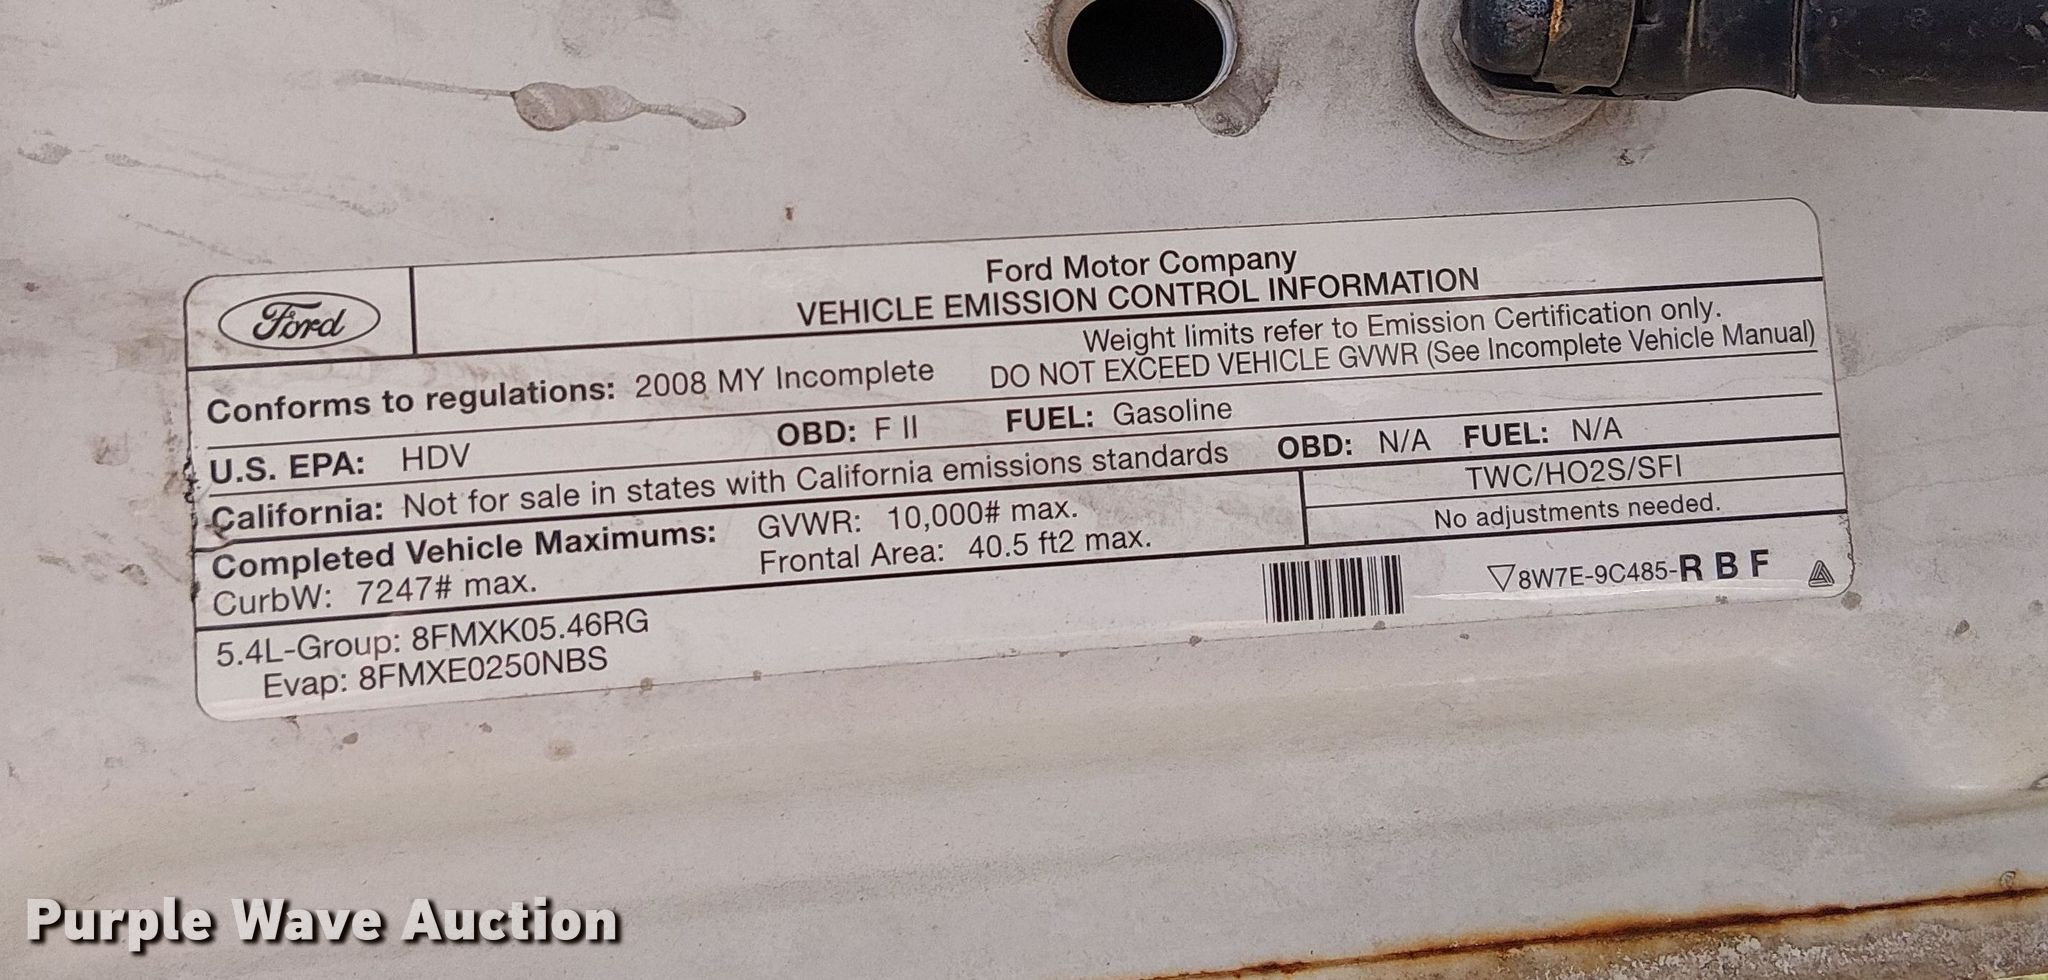 Ford
Ford Motor Company
VEHICLE EMISSION CONTROL INFORMATION
Conforms to regulations: 2008 MY Incomplete
Weight limits refer to Emission Certification only.
DO NOT EXCEED VEHICLE GVWR (See Incomplete Vehicle Manual)
U.S. EPA: HDV OBD: F II FUEL: Gasoline
California: Not for sale in states with California emissions standards OBD: N/A FUEL: N/A
Completed Vehicle Maximums: GVWR: 10,000# max.
CurbW: 7247# max. Frontal Area: 40.5 ft2 max.
TWC/HO2S/SFI
No adjustments needed.
5.4L-Group: 8FMXK05.46RG
Evap: 8FMXE0250NBS
▽8W7E-9C485-R B F
Purple Wave Auction